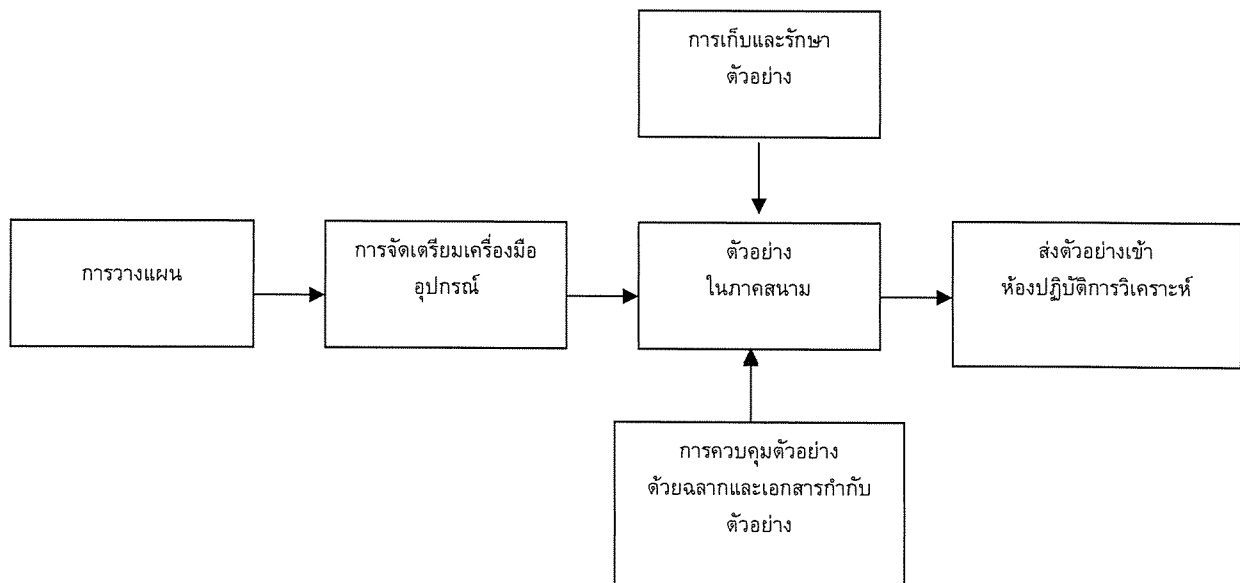 การเก็บและรักษา
ตัวอย่าง
การวางแผน
การจัดเตรียมเครื่องมือ
อุปกรณ์
ตัวอย่าง
ในภาคสนาม
ส่งตัวอย่างเข้า
ห้องปฏิบัติการวิเคราะห์
การควบคุมตัวอย่าง
ด้วยฉลากและเอกสารกำกับ
ตัวอย่าง